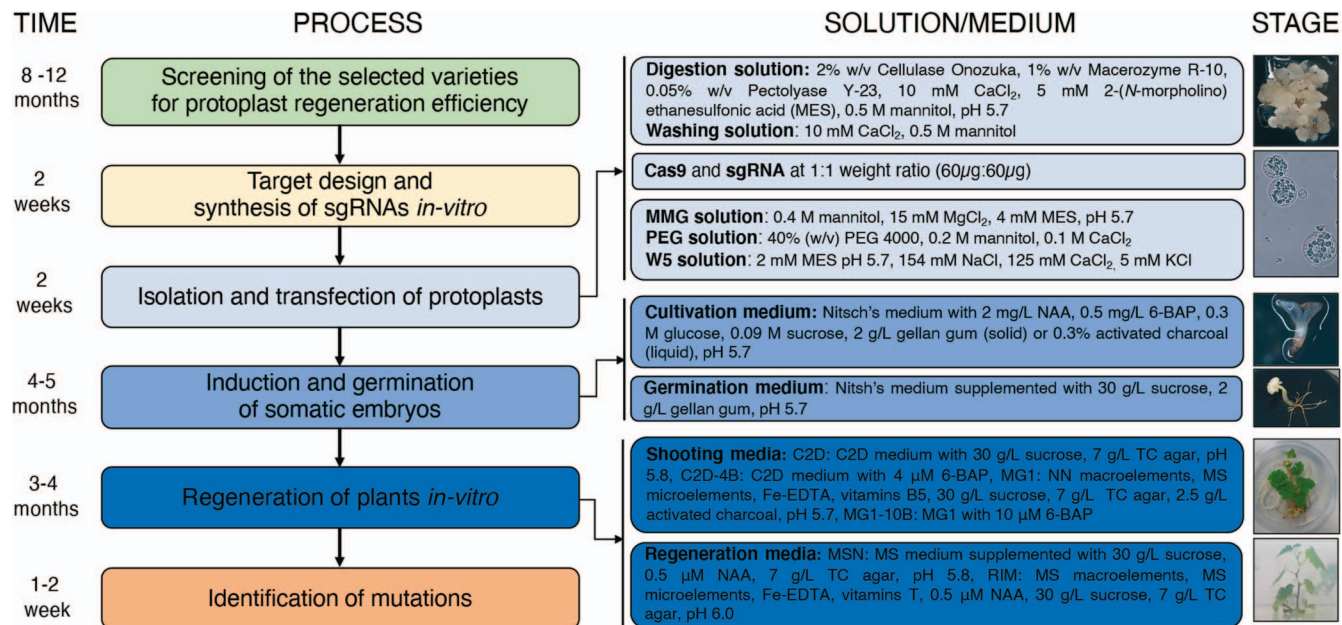 TIME
PROCESS
SOLUTION/MEDIUM
STAGE
8 -12
months
Screening of the selected varieties
for protoplast regeneration efficiency
2
weeks
Target design and
synthesis of sgRNAs in-vitro
2
weeks
Isolation and transfection of protoplasts
4-5
months
Induction and germination
of somatic embryos
3-4
months
Regeneration of plants in-vitro
1-2
week
Identification of mutations
Digestion solution: 2% w/v Cellulase Onozuka, 1% w/v Macerozyme R-10,
0.05% w/v Pectolyase Y-23, 10 mM CaCl2, 5 mM 2-(N-morpholino)
ethanesulfonic acid (MES), 0.5 M mannitol, pH 5.7
Washing solution: 10 mM CaCl2, 0.5 M mannitol
Cas9 and sgRNA at 1:1 weight ratio (60µg:60µg)
MMG solution: 0.4 M mannitol, 15 mM MgCl2, 4 mM MES, pH 5.7
PEG solution: 40% (w/v) PEG 4000, 0.2 M mannitol, 0.1 M CaCl2
W5 solution: 2 mM MES pH 5.7, 154 mM NaCl, 125 mM CaCl2, 5 mM KCl
Cultivation medium: Nitsch's medium with 2 mg/L NAA, 0.5 mg/L 6-BAP, 0.3
M glucose, 0.09 M sucrose, 2 g/L gellan gum (solid) or 0.3% activated charcoal
(liquid), pH 5.7
Germination medium: Nitsh's medium supplemented with 30 g/L sucrose, 2
g/L gellan gum, pH 5.7
Shooting media: C2D: C2D medium with 30 g/L sucrose, 7 g/L TC agar, pH
5.8, C2D-4B: C2D medium with 4 µM 6-BAP, MG1: NN macroelements, MS
microelements, Fe-EDTA, vitamins B5, 30 g/L sucrose, 7 g/L TC agar, 2.5 g/L
activated charcoal, pH 5.7, MG1-10B: MG1 with 10 µM 6-BAP
Regeneration media: MSN: MS medium supplemented with 30 g/L sucrose,
0.5 µM NAA, 7 g/L TC agar, pH 5.8, RIM: MS macroelements, MS
microelements, Fe-EDTA, vitamins T, 0.5 µM NAA, 30 g/L sucrose, 7 g/L TC
agar, pH 6.0